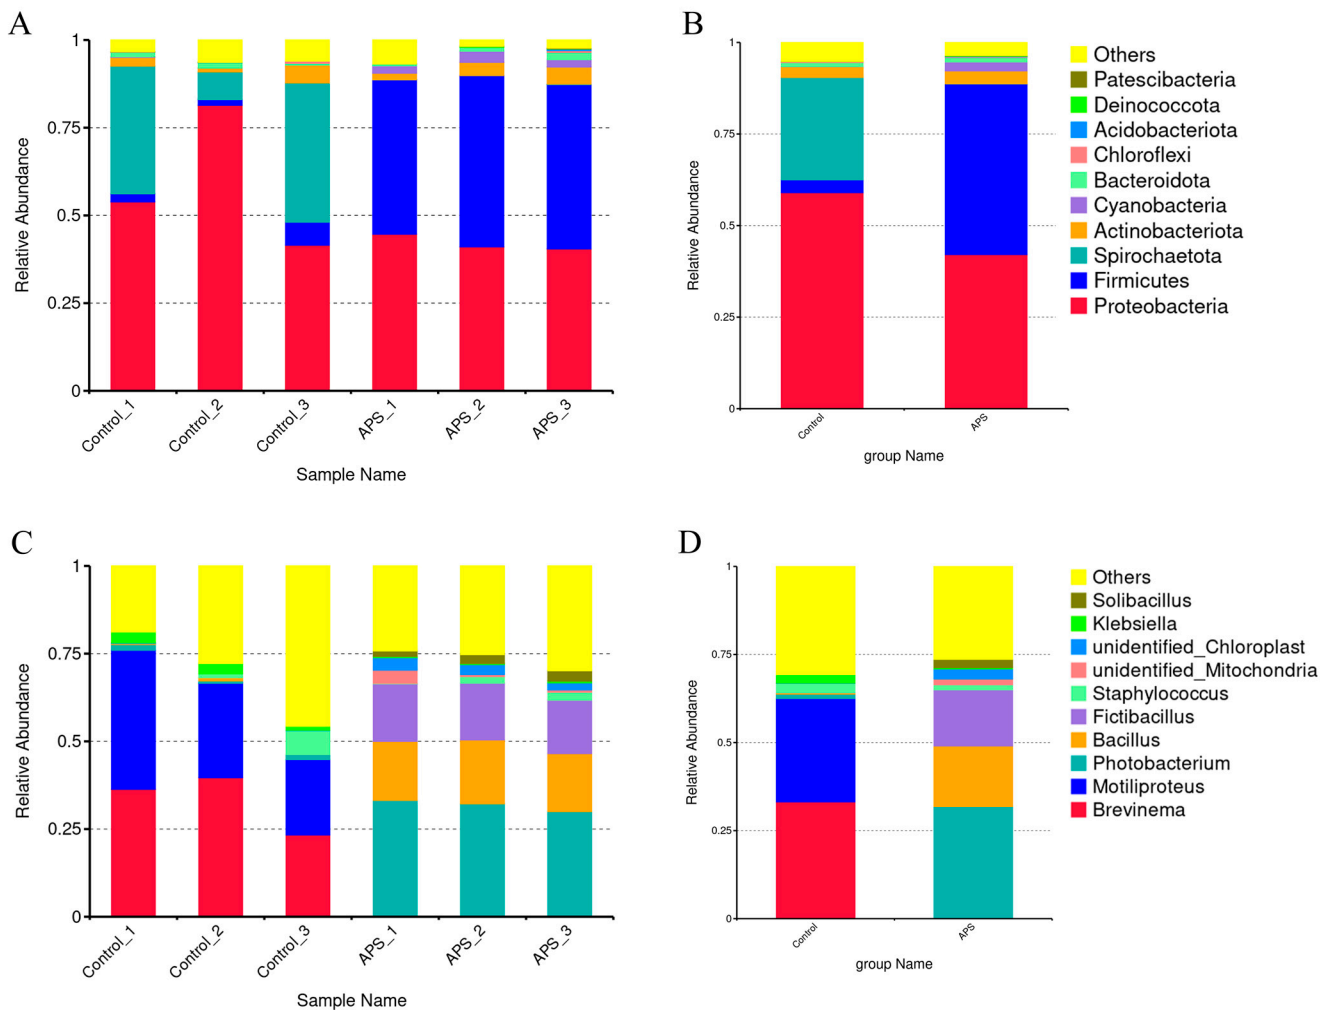 A
1
0.75
0.5
0.25
0
Relative Abundance
Control_1
Control_2
Control_3
APS_1
APS_2
APS_3
Sample Name
B
1
0.75
0.5
0.25
0
Relative Abundance
Control
APS
group Name
Others
Patescibacteria
Deinococcota
Acidobacteriota
Chloroflexi
Bacteroidota
Cyanobacteria
Actinobacteriota
Spirochaetota
Firmicutes
Proteobacteria
C
1
0.75
0.5
0.25
0
Relative Abundance
Control_1
Control_2
Control_3
APS_1
APS_2
APS_3
Sample Name
D
1
0.75
0.5
0.25
0
Relative Abundance
Control
APS
group Name
Others
Solibacillus
Klebsiella
unidentified_Chloroplast
unidentified_Mitochondria
Staphylococcus
Fictibacillus
Bacillus
Photobacterium
Motiliproteus
Brevinema